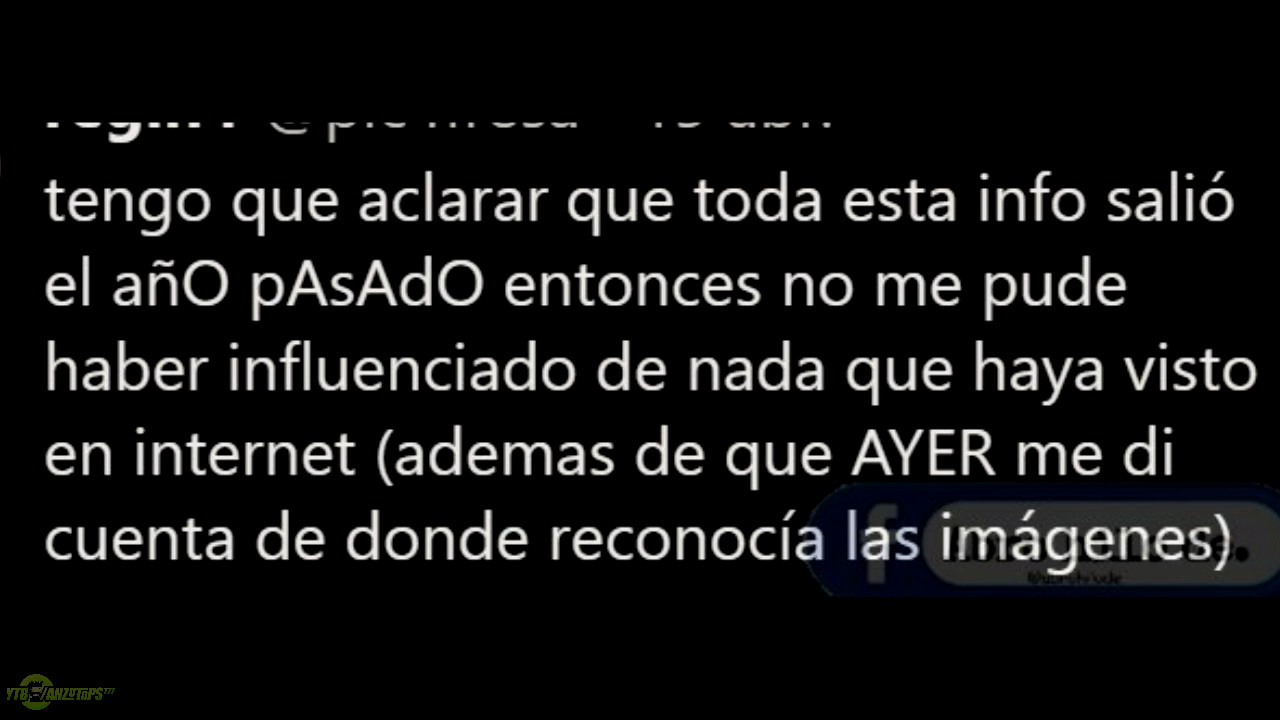 tengo que aclarar que toda esta info salió
el añO pAsAdO entonces no me pude
haber influenciado de nada que haya visto
en internet (ademas de que AYER me di
cuenta de donde reconocía las imágenes)